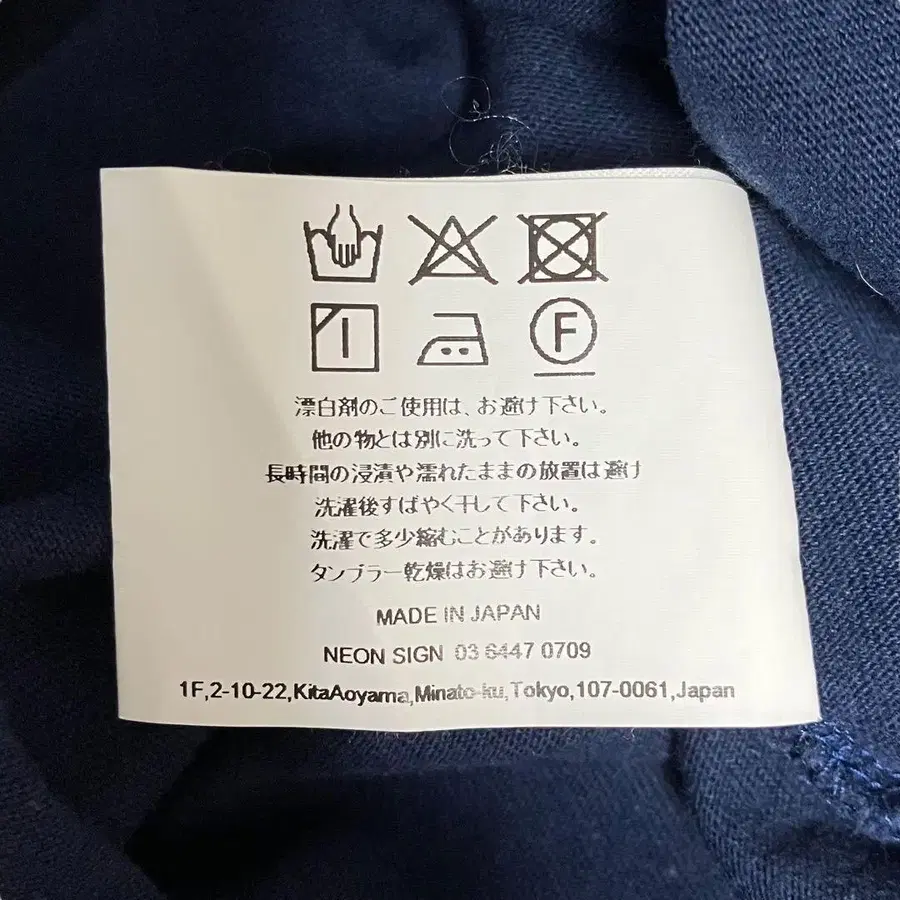 F
漂白剤のご使用は、お避け下さい。
他の物とは別に洗って下さい。
長時間の浸漬や濡れたままの放置は避け
洗濯後すばやく干して下さい。
洗濯で多少縮むことがあります。
タンブラー乾燥はお避け下さい。
MADE IN JAPAN
NEON SIGN 03 6447 0709
1F,2-10-22,KitaAoyama,Minato-ku,Tokyo,107-0061,Japan